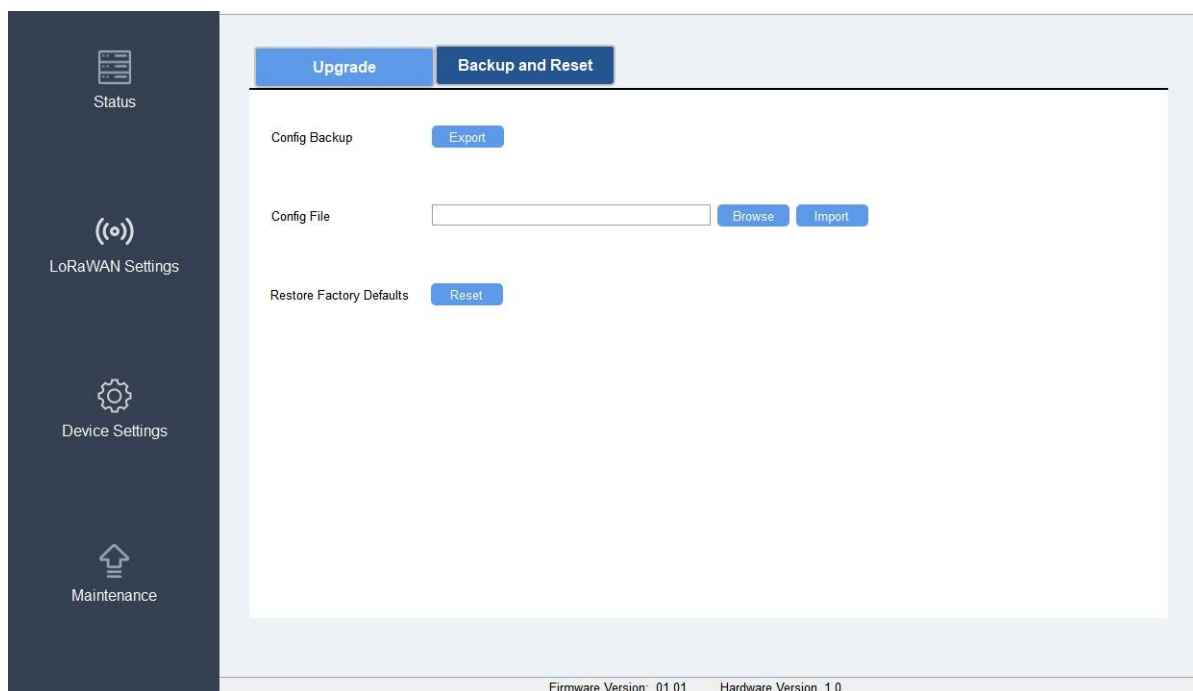 Status
LoRaWAN Settings
Device Settings
Maintenance
Upgrade Backup and Reset
Config Backup Export
Config File Browse Import
Restore Factory Defaults Reset
Firmware Version: 01.01 Hardware Version 1.0